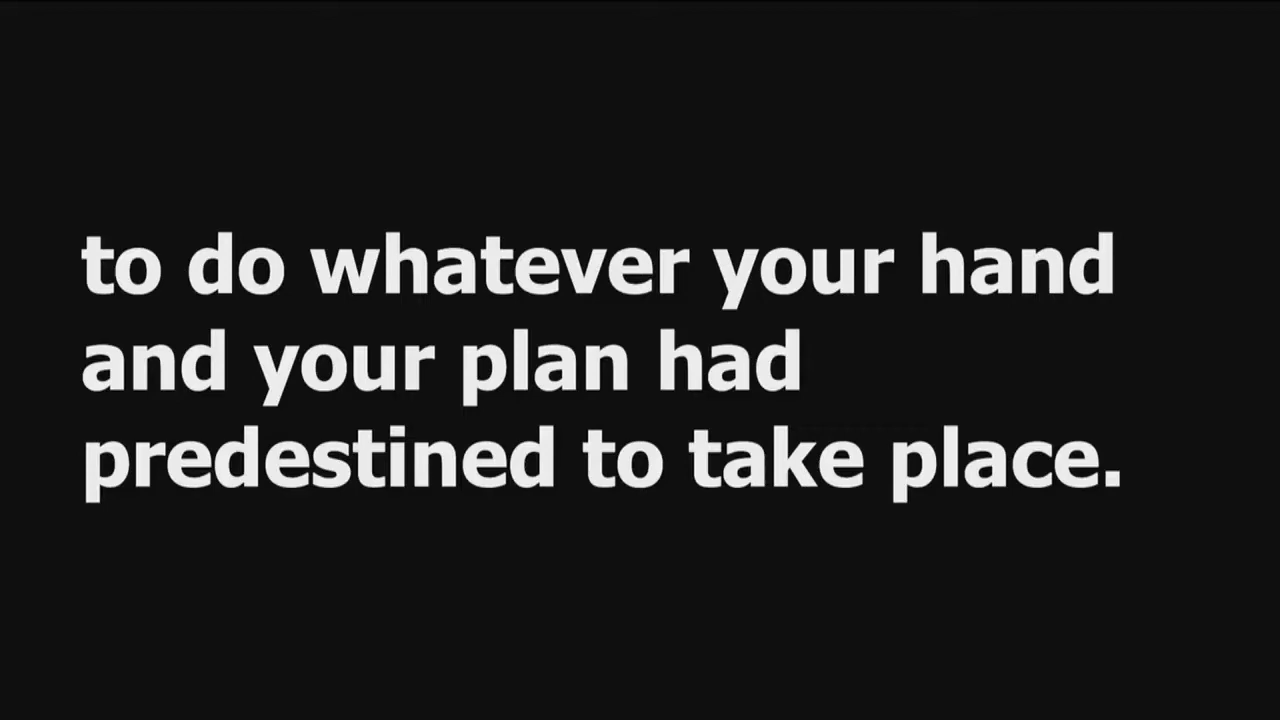 to do whatever your hand
and your plan had
predestined to take place.